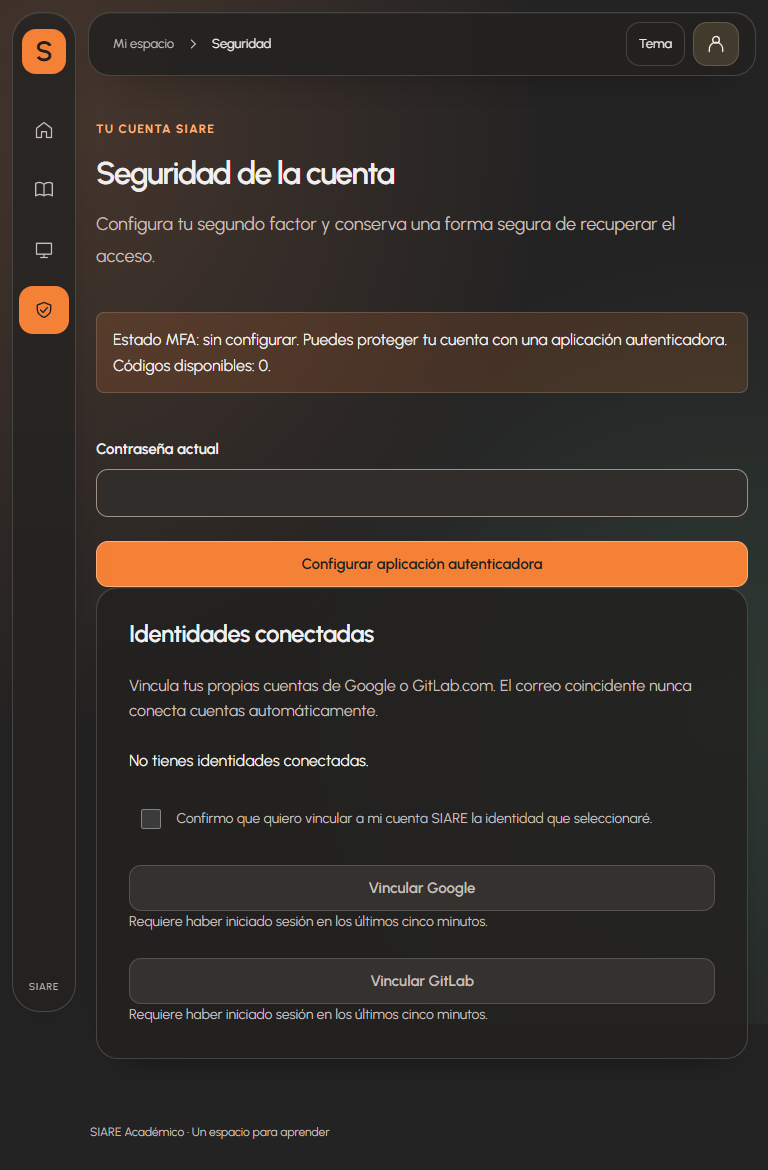 S
Mi espacio > Seguridad
Tema
TU CUENTA SIARE
Seguridad de la cuenta
Configura tu segundo factor y conserva una forma segura de recuperar el
acceso.
Estado MFA: sin configurar. Puedes proteger tu cuenta con una aplicación autenticadora.
Códigos disponibles: 0.
Contraseña actual
Configurar aplicación autenticadora
Identidades conectadas
Vincula tus propias cuentas de Google o GitLab.com. El correo coincidente nunca
conecta cuentas automáticamente.
No tienes identidades conectadas.
Confirmo que quiero vincular a mi cuenta SIARE la identidad que seleccionaré.
Vincular Google
Requiere haber iniciado sesión en los últimos cinco minutos.
Vincular GitLab
Requiere haber iniciado sesión en los últimos cinco minutos.
SIARE
SIARE Académico · Un espacio para aprender